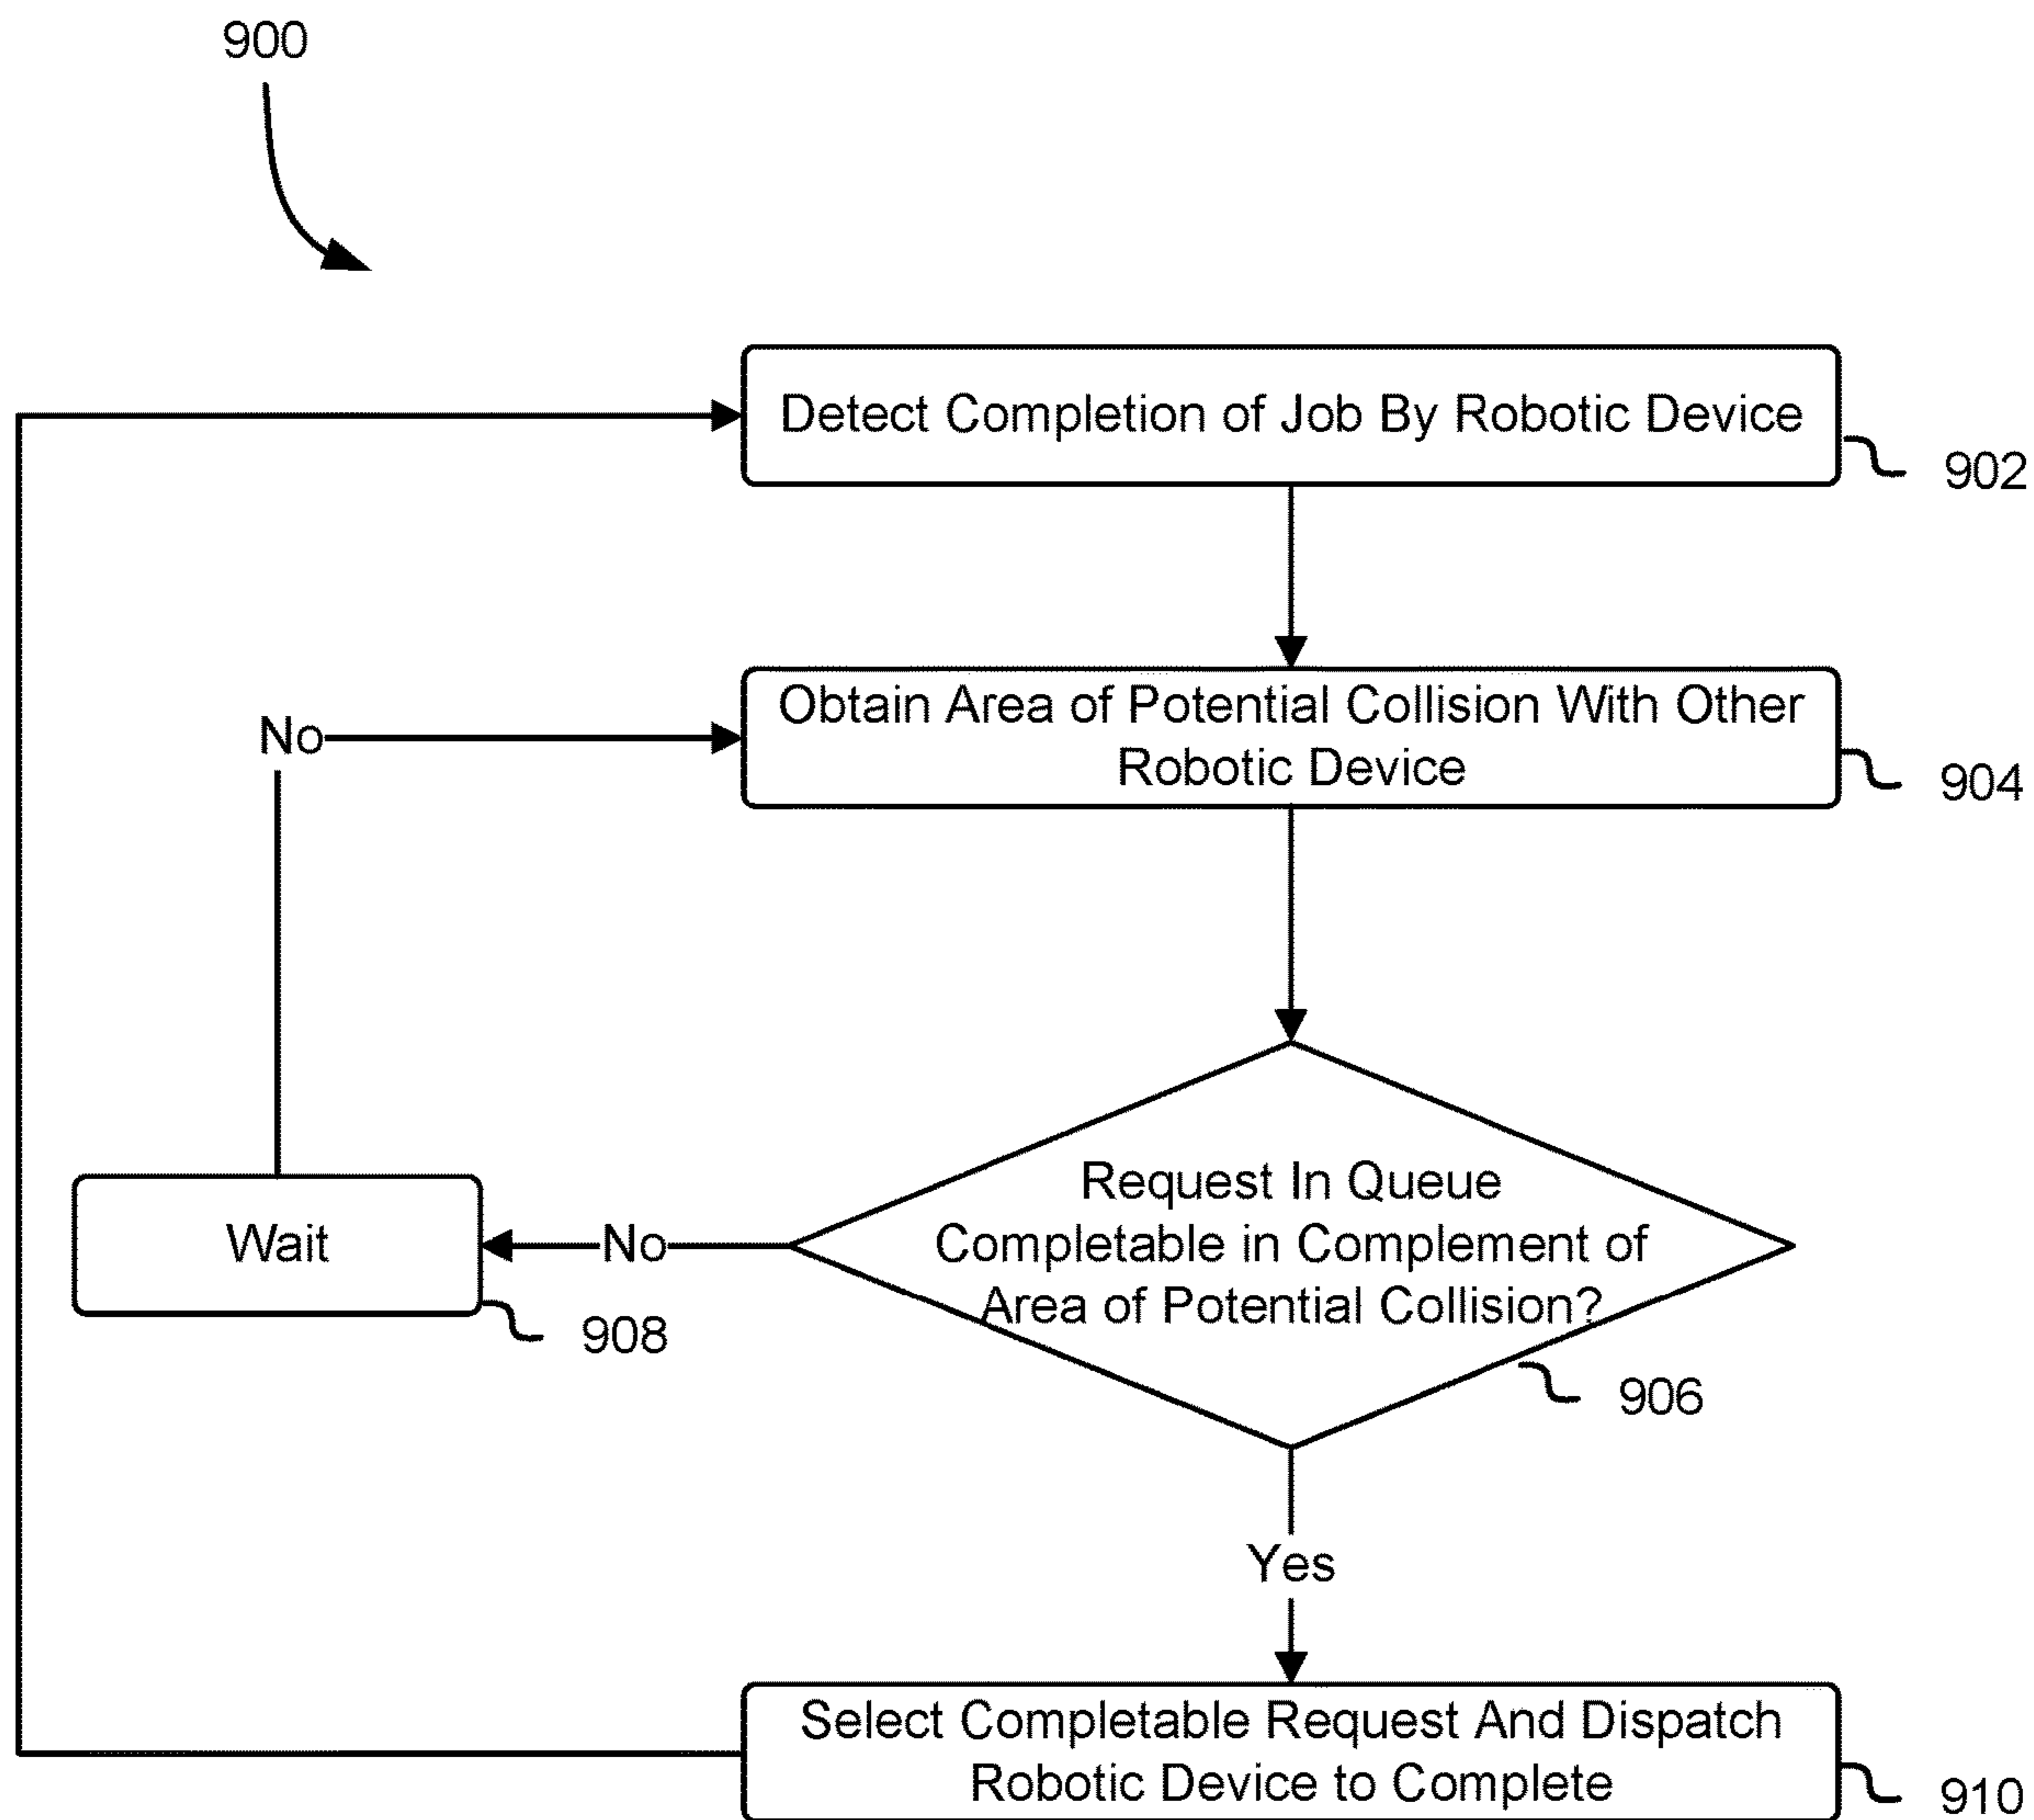 900
Detect Completion of Job By Robotic Device
902
Obtain Area of Potential Collision With Other
Robotic Device
904
No
Request In Queue
Completable in Complement of
Area of Potential Collision?
906
No
Wait
908
Yes
Select Completable Request And Dispatch
Robotic Device to Complete
910